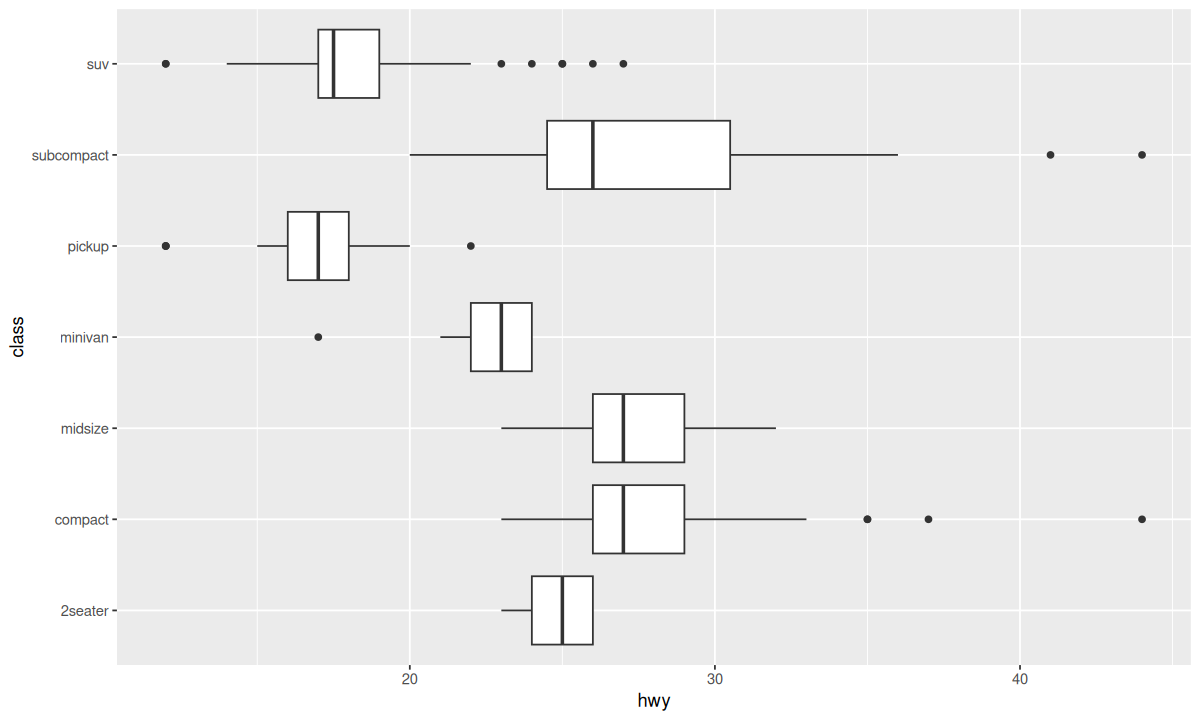 suv
subcompact
pickup
minivan
midsize
compact
2seater
class
20 30 40
hwy